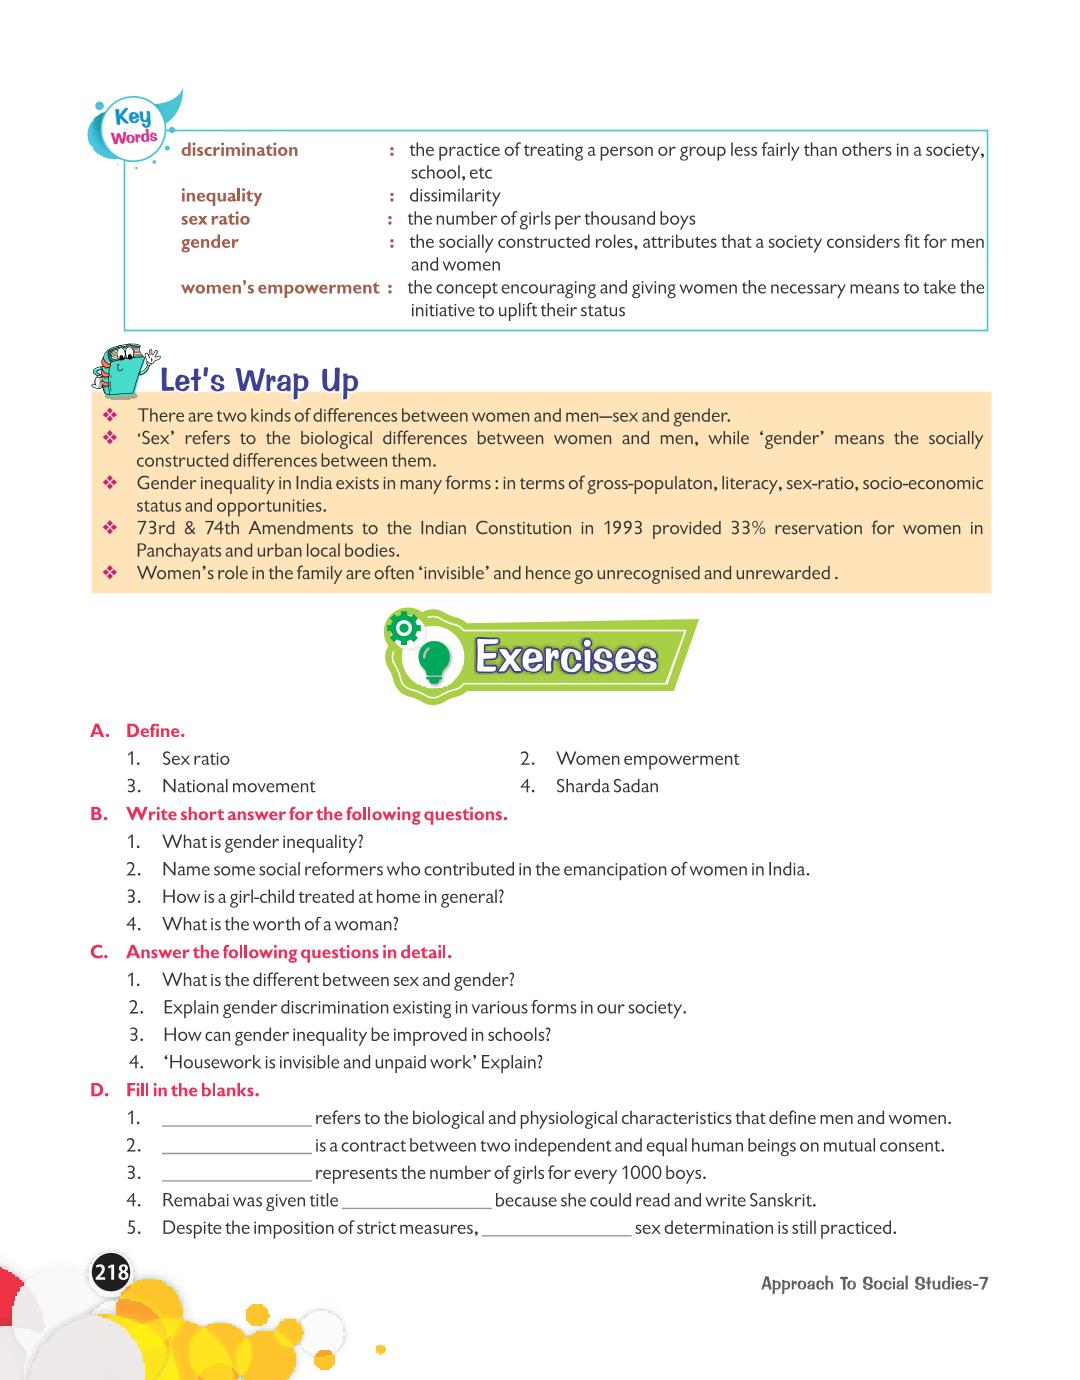 Key
Words
discrimination : the practice of treating a person or group less fairly than others in a society,
school, etc
inequality : dissimilarity
sex ratio : the number of girls per thousand boys
gender : the socially constructed roles, attributes that a society considers fit for men
and women
women's empowerment : the concept encouraging and giving women the necessary means to take the
initiative to uplift their status
Let's Wrap Up
❖ There are two kinds of differences between women and men—sex and gender.
❖ ‘Sex’ refers to the biological differences between women and men, while ‘gender’ means the socially
constructed differences between them.
❖ Gender inequality in India exists in many forms : in terms of gross-populaton, literacy, sex-ratio, socio-economic
status and opportunities.
❖ 73rd & 74th Amendments to the Indian Constitution in 1993 provided 33% reservation for women in
Panchayats and urban local bodies.
❖ Women’s role in the family are often ‘invisible’ and hence go unrecognised and unrewarded .
Exercises
A. Define.
1. Sex ratio 2. Women empowerment
3. National movement 4. Sharda Sadan
B. Write short answer for the following questions.
1. What is gender inequality?
2. Name some social reformers who contributed in the emancipation of women in India.
3. How is a girl-child treated at home in general?
4. What is the worth of a woman?
C. Answer the following questions in detail.
1. What is the different between sex and gender?
2. Explain gender discrimination existing in various forms in our society.
3. How can gender inequality be improved in schools?
4. ‘Housework is invisible and unpaid work’ Explain?
D. Fill in the blanks.
1. _______________ refers to the biological and physiological characteristics that define men and women.
2. _______________ is a contract between two independent and equal human beings on mutual consent.
3. _______________ represents the number of girls for every 1000 boys.
4. Remabai was given title _______________ because she could read and write Sanskrit.
5. Despite the imposition of strict measures, _______________ sex determination is still practiced.
218
Approach To Social Studies-7